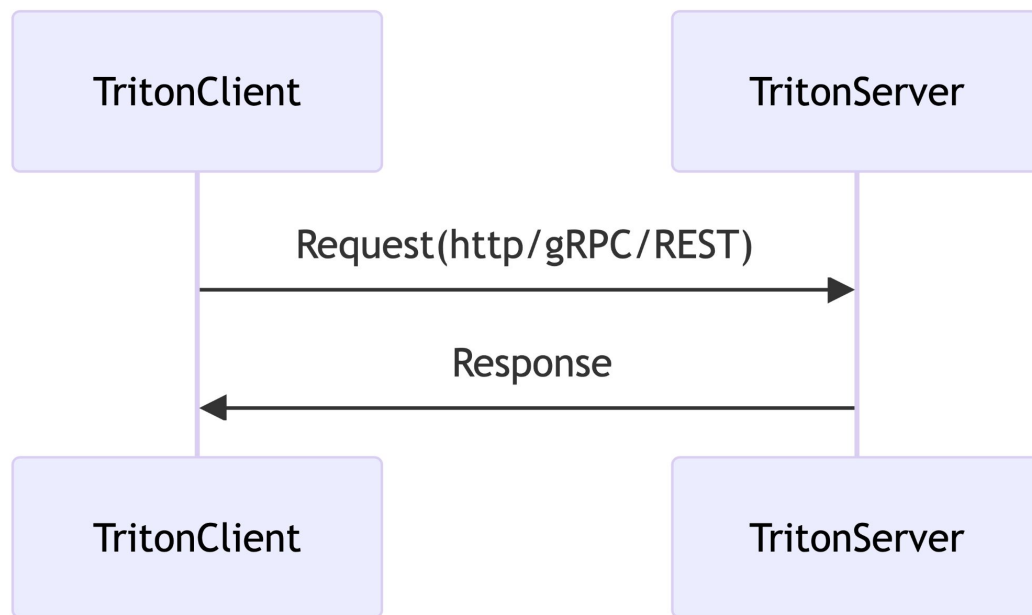 TritonClient
TritonServer
Request(http/gRPC/REST)
Response
TritonClient
TritonServer